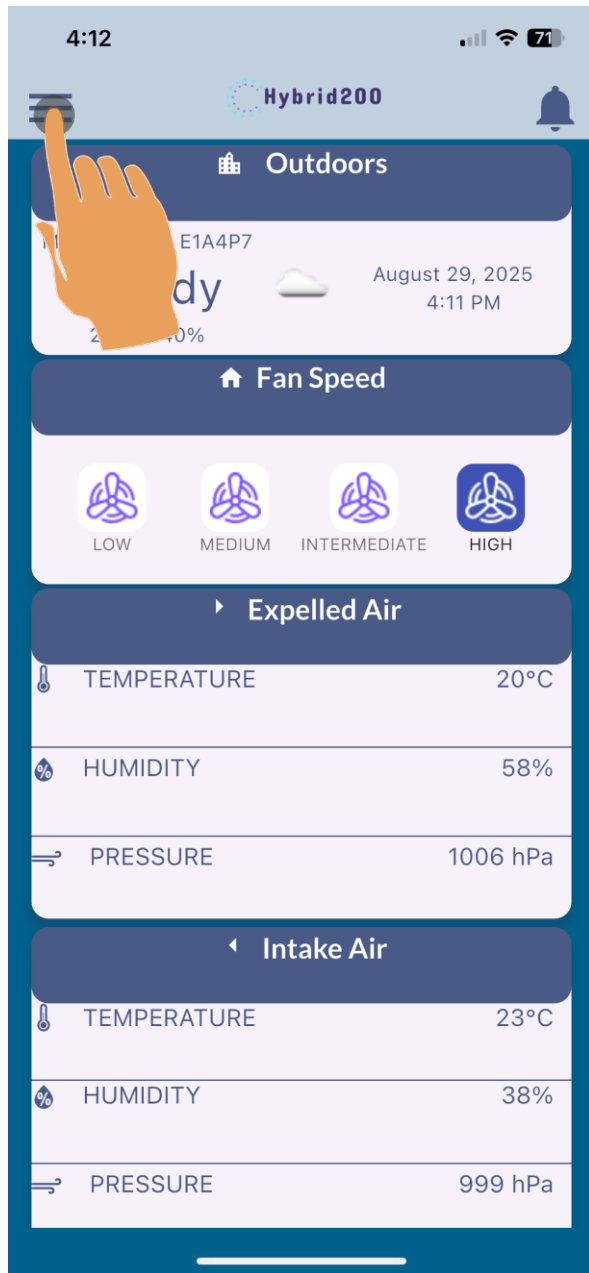 4:12
71
Hybrid200
Outdoors
E1A4P7
dy
August 29, 2025
4:11 PM
0%
Fan Speed
LOW MEDIUM INTERMEDIATE HIGH
Expelled Air
TEMPERATURE 20°C
HUMIDITY 58%
PRESSURE 1006 hPa
Intake Air
TEMPERATURE 23°C
HUMIDITY 38%
PRESSURE 999 hPa